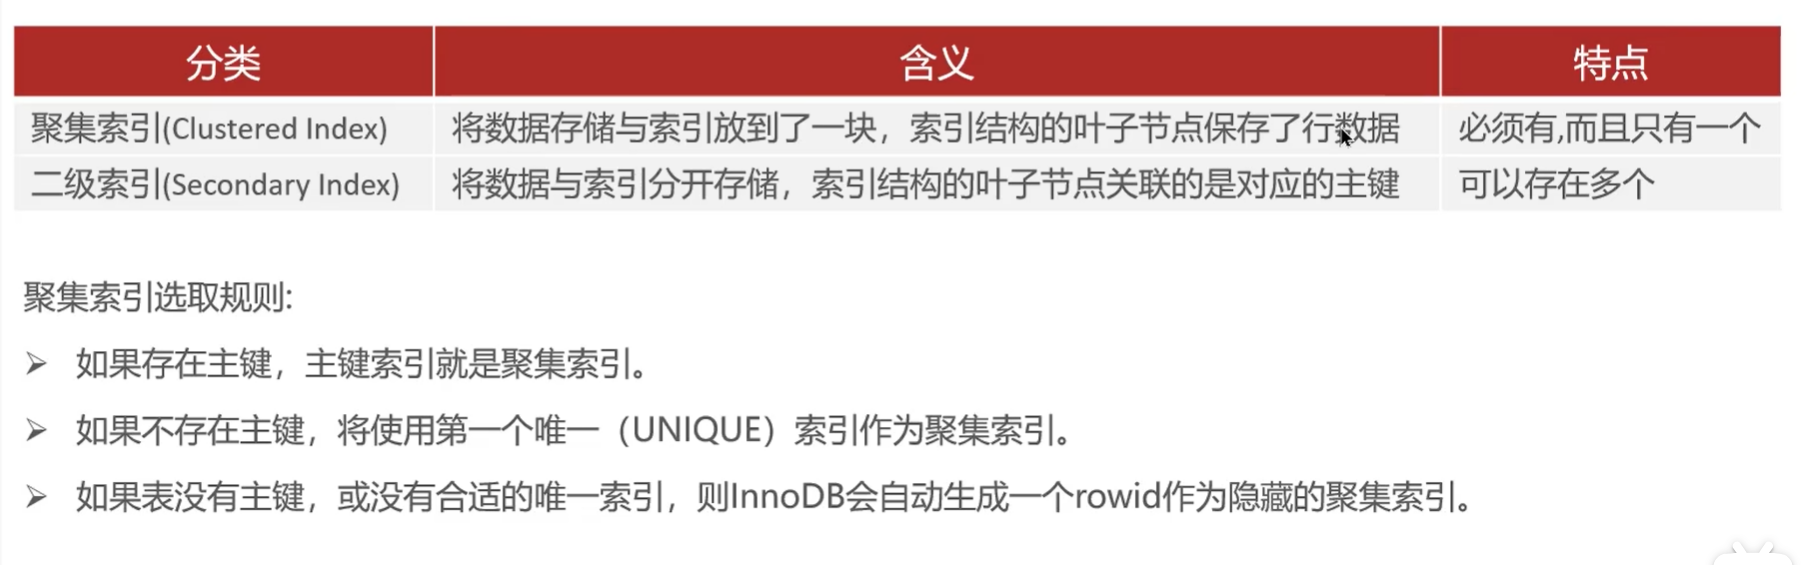 分类 含义 特点
聚集索引(Clustered Index) 将数据存储与索引放到了一块，索引结构的叶子节点保存了行数据 必须有,而且只有一个
二级索引(Secondary Index) 将数据与索引分开存储，索引结构的叶子节点关联的是对应的主键 可以存在多个
聚集索引选取规则:
➢ 如果存在主键，主键索引就是聚集索引。
➢ 如果不存在主键，将使用第一个唯一（UNIQUE）索引作为聚集索引。
➢ 如果表没有主键，或没有合适的唯一索引，则InnoDB会自动生成一个rowid作为隐藏的聚集索引。